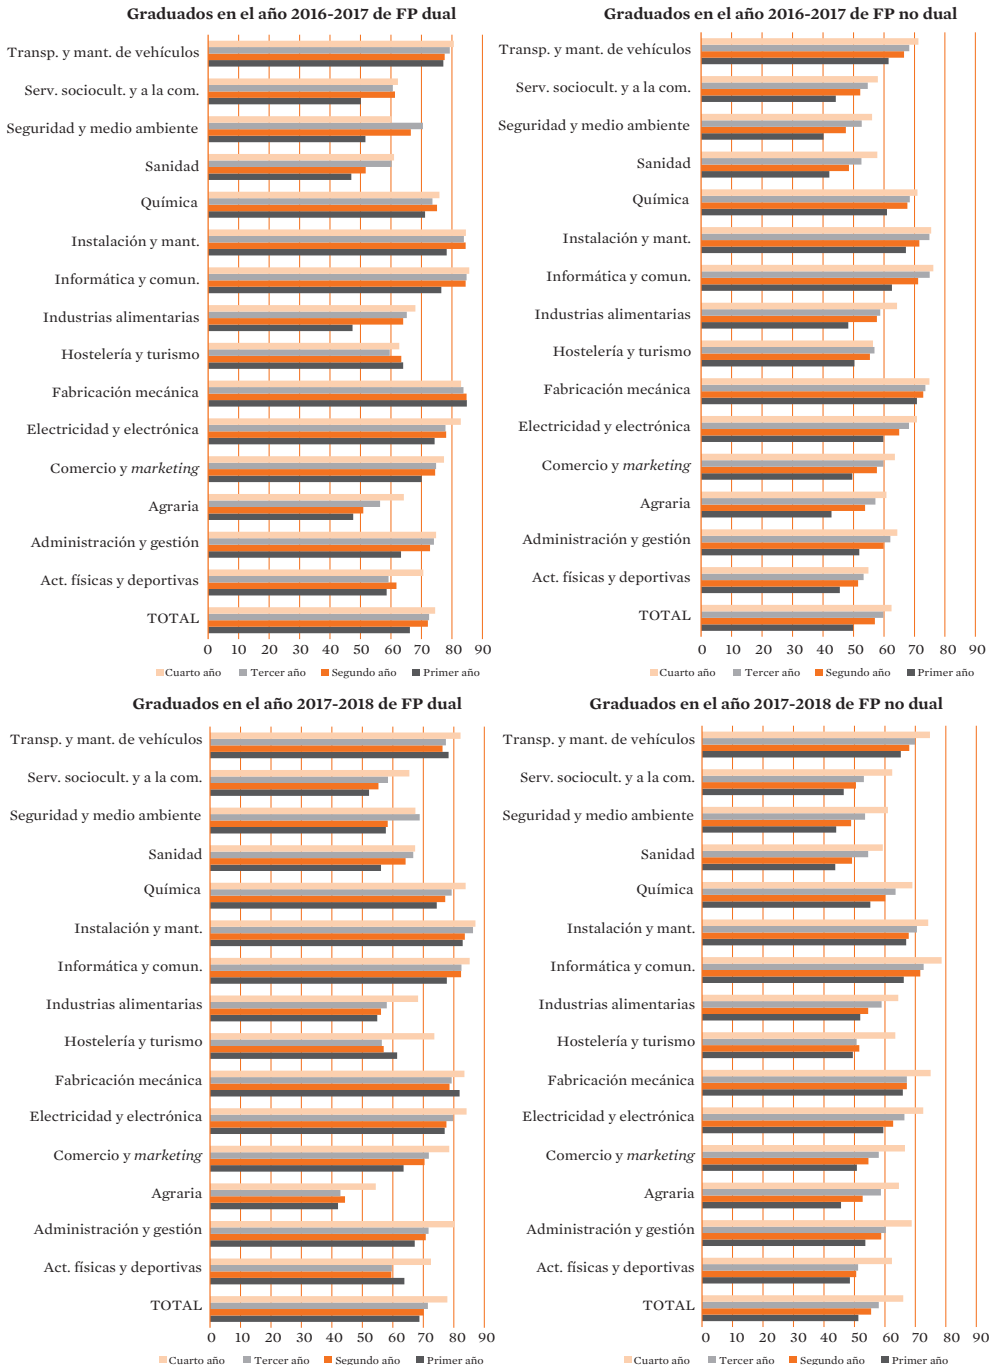 Graduados en el año 2016-2017 de FP dual
Transp. y mant. de vehículos
Serv. sociocult. y a la com.
Seguridad y medio ambiente
Sanidad
Química
Instalación y mant.
Informática y comun.
Industrias alimentarias
Hostelería y turismo
Fabricación mecánica
Electricidad y electrónica
Comercio y marketing
Agraria
Administración y gestión
Act. físicas y deportivas
TOTAL
0 10 20 30 40 50 60 70 80 90
Cuarto año Tercer año Segundo año Primer año
Graduados en el año 2016-2017 de FP no dual
Transp. y mant. de vehículos
Serv. sociocult. y a la com.
Seguridad y medio ambiente
Sanidad
Química
Instalación y mant.
Informática y comun.
Industrias alimentarias
Hostelería y turismo
Fabricación mecánica
Electricidad y electrónica
Comercio y marketing
Agraria
Administración y gestión
Act. físicas y deportivas
TOTAL
0 10 20 30 40 50 60 70 80 90
Cuarto año Tercer año Segundo año Primer año
Graduados en el año 2017-2018 de FP dual
Transp. y mant. de vehículos
Serv. sociocult. y a la com.
Seguridad y medio ambiente
Sanidad
Química
Instalación y mant.
Informática y comun.
Industrias alimentarias
Hostelería y turismo
Fabricación mecánica
Electricidad y electrónica
Comercio y marketing
Agraria
Administración y gestión
Act. físicas y deportivas
TOTAL
0 10 20 30 40 50 60 70 80 90
Cuarto año Tercer año Segundo año Primer año
Graduados en el año 2017-2018 de FP no dual
Transp. y mant. de vehículos
Serv. sociocult. y a la com.
Seguridad y medio ambiente
Sanidad
Química
Instalación y mant.
Informática y comun.
Industrias alimentarias
Hostelería y turismo
Fabricación mecánica
Electricidad y electrónica
Comercio y marketing
Agraria
Administración y gestión
Act. físicas y deportivas
TOTAL
0 10 20 30 40 50 60 70 80 90
Cuarto año Tercer año Segundo año Primer año